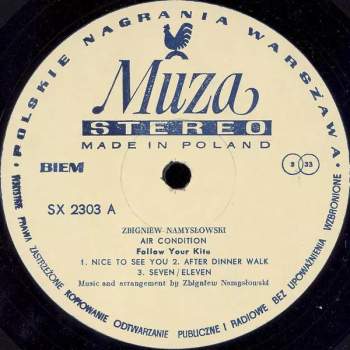 · POLSKIE NAGRANIA WARSZAWA ·
Muza
STEREO
MADE IN POLAND
BIEM
2 33
SX 2303 A
ZBIGNIEW NAMYSŁOWSKI
AIR CONDITION
Follow Your Kite
1. NICE TO SEE YOU 2. AFTER DINNER WALK
3. SEVEN/ELEVEN
Music and arrangement by Zbigniew Namysłowski
WSZYSTKIE PRAWA ZASTRZEŻONE KOPIOWANIE ODTWARZANIE PUBLICZNE I RADIOWE BEZ UPOWAŻNIENIA WZBRONIONE